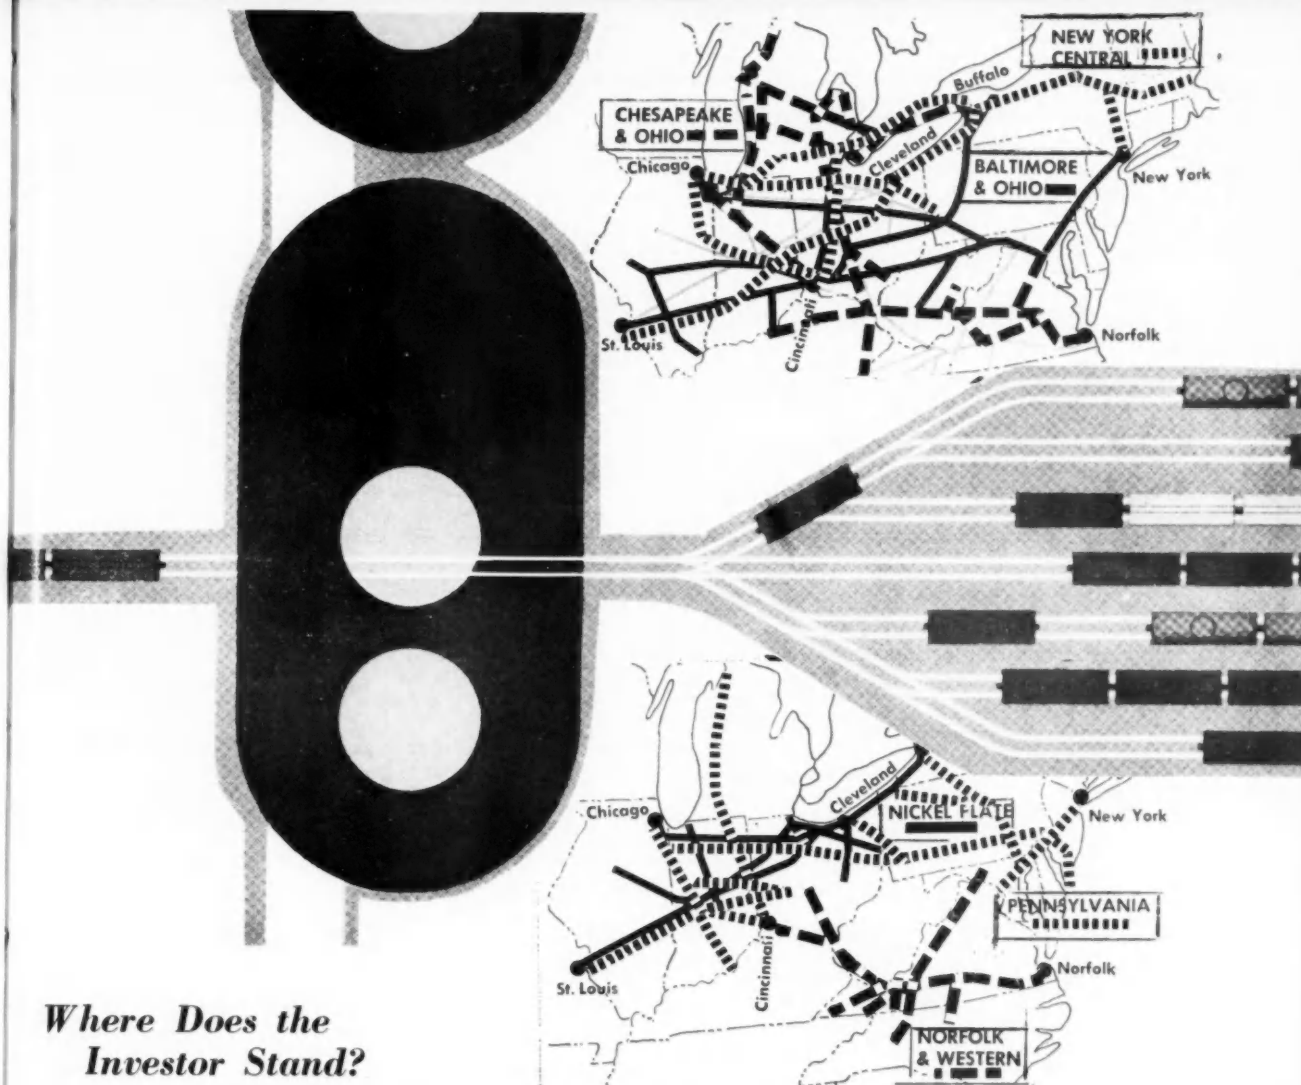 NEW YORK
CENTRAL
Buffalo
CHESAPEAKE
& OHIO
Cleveland
Chicago
BALTIMORE
& OHIO
New York
St. Louis
Cincinnati
Norfolk
Cleveland
Chicago
NICKEL PLATE
New York
PENNSYLVANIA
Cincinnati
Norfolk
St. Louis
NORFOLK
& WESTERN
Where Does the
Investor Stand?